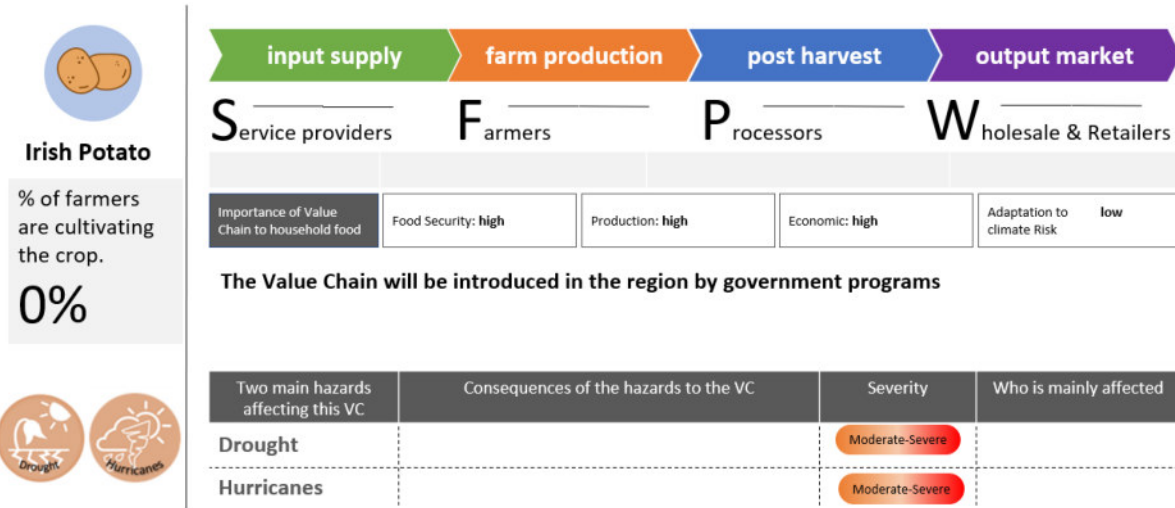 input supply
farm production
post harvest
output market
Service providers
Farmers
Processors
Wholesale & Retailers
Irish Potato
% of farmers
are cultivating
the crop.
0%
Importance of Value
Chain to household food
Food Security: high
Production: high
Economic: high
Adaptation to low
climate Risk
The Value Chain will be introduced in the region by government programs
Two main hazards
affecting this VC
Consequences of the hazards to the VC
Severity
Who is mainly affected
Drought
Moderate-Severe
Hurricanes
Moderate-Severe
Drought
Hurricanes